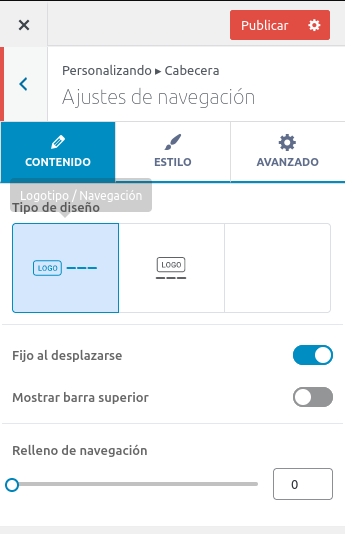 Publicar
Personalizando ▸ Cabecera
Ajustes de navegación
CONTENIDO
ESTILO
AVANZADO
Logotipo / Navegación
Tipo de diseño
LOGO
LOGO
Fijo al desplazarse
Mostrar barra superior
Relleno de navegación
0